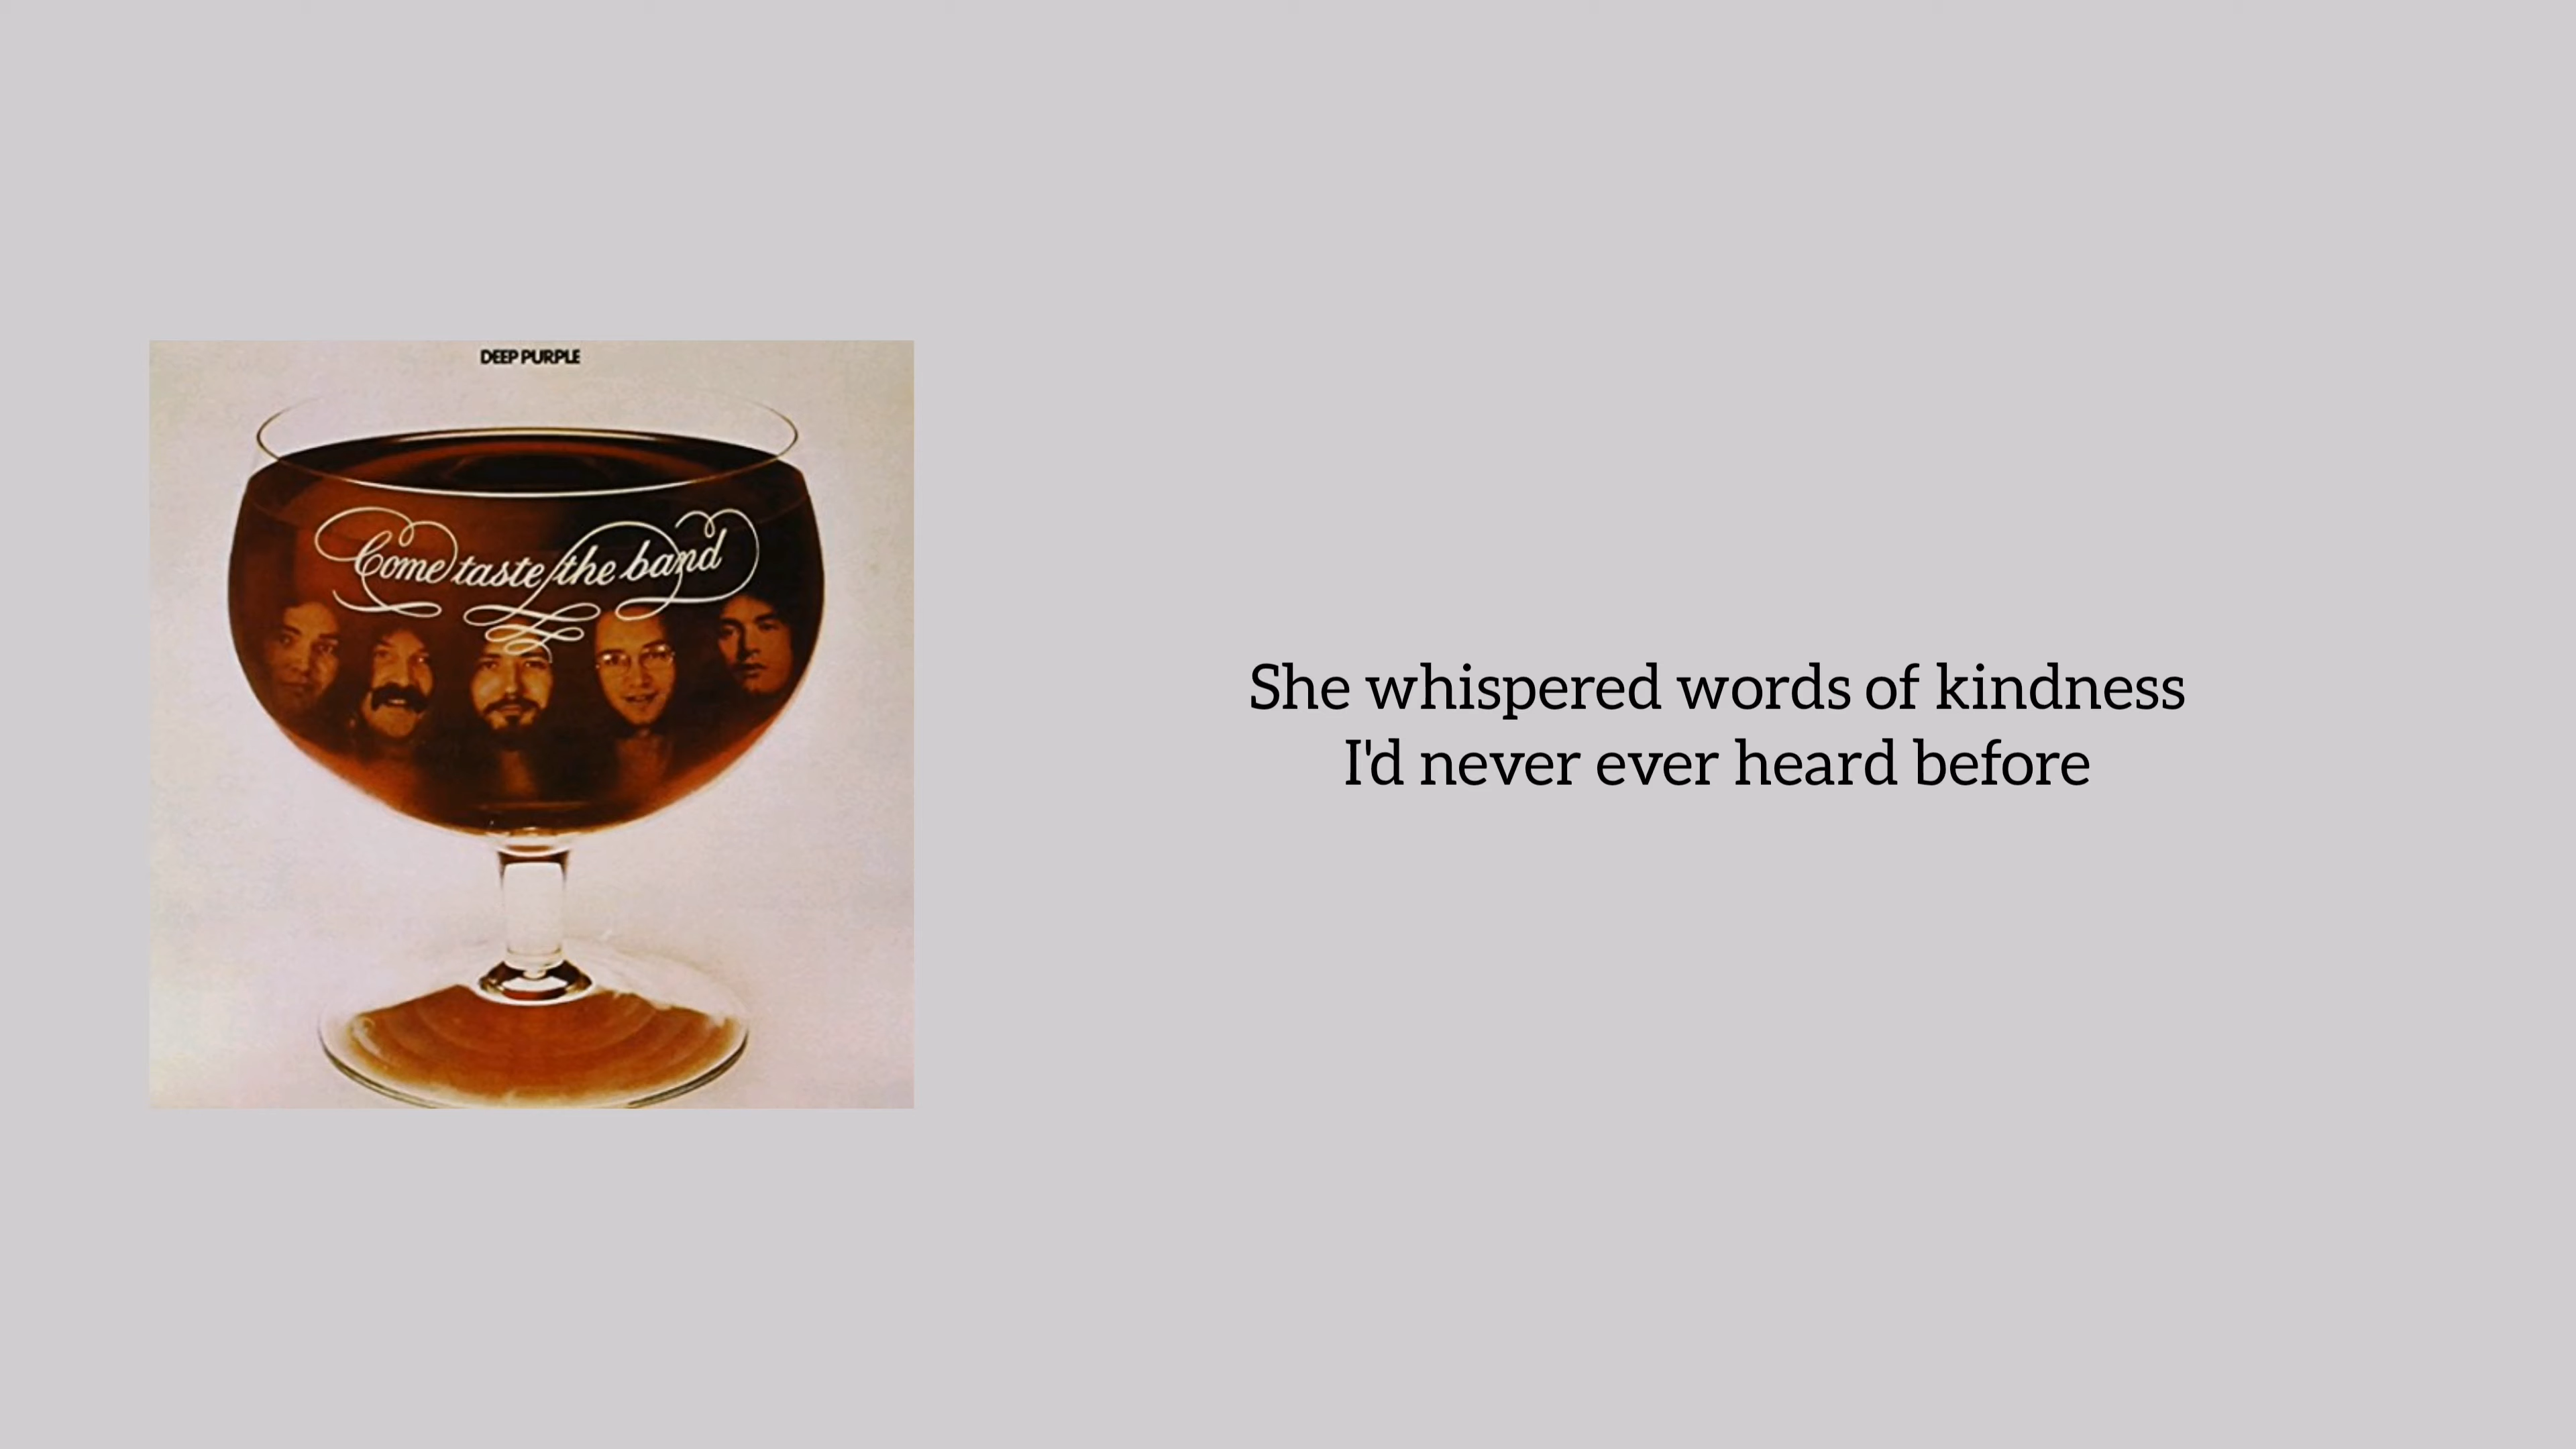 DEEP PURPLE
Come taste the band
She whispered words of kindness
I'd never ever heard before